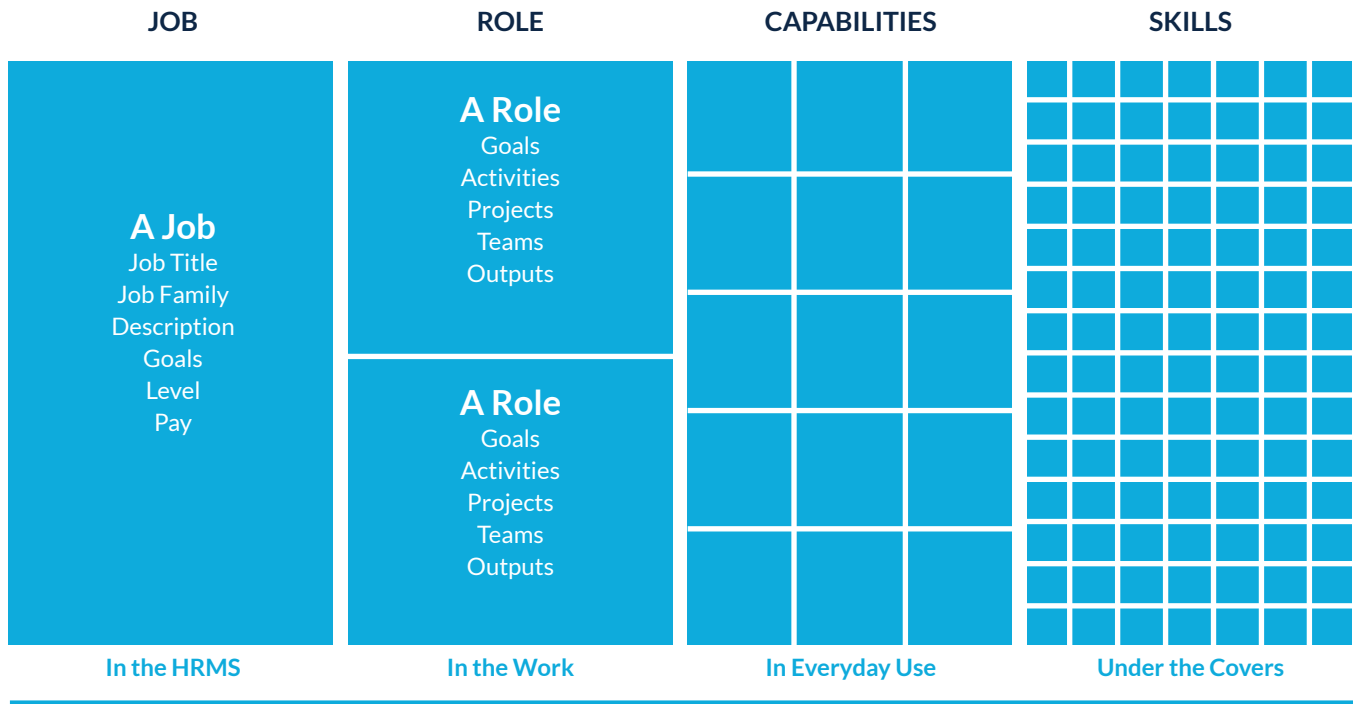 JOB
ROLE
CAPABILITIES
SKILLS
A Job
Job Title
Job Family
Description
Goals
Level
Pay
A Role
Goals
Activities
Projects
Teams
Outputs
A Role
Goals
Activities
Projects
Teams
Outputs
In the HRMS
In the Work
In Everyday Use
Under the Covers